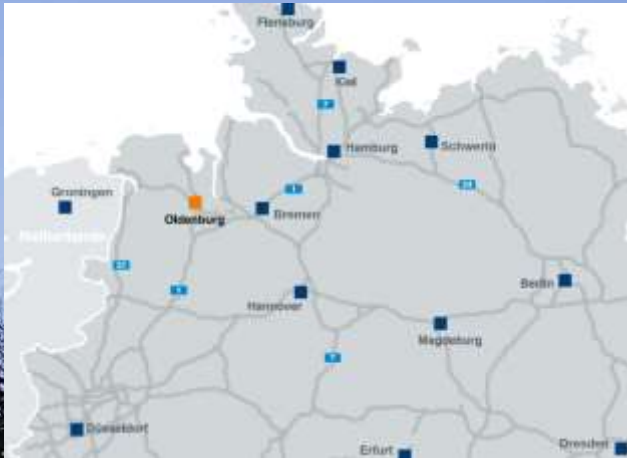 Flensburg
Kiel
7
Hamburg
Schwerin
Groningen
1
24
Oldenburg
Bremen
Niederlande
31
1
Berlin
Hannover
Magdeburg
7
Düsseldorf
Erfurt
Dresden